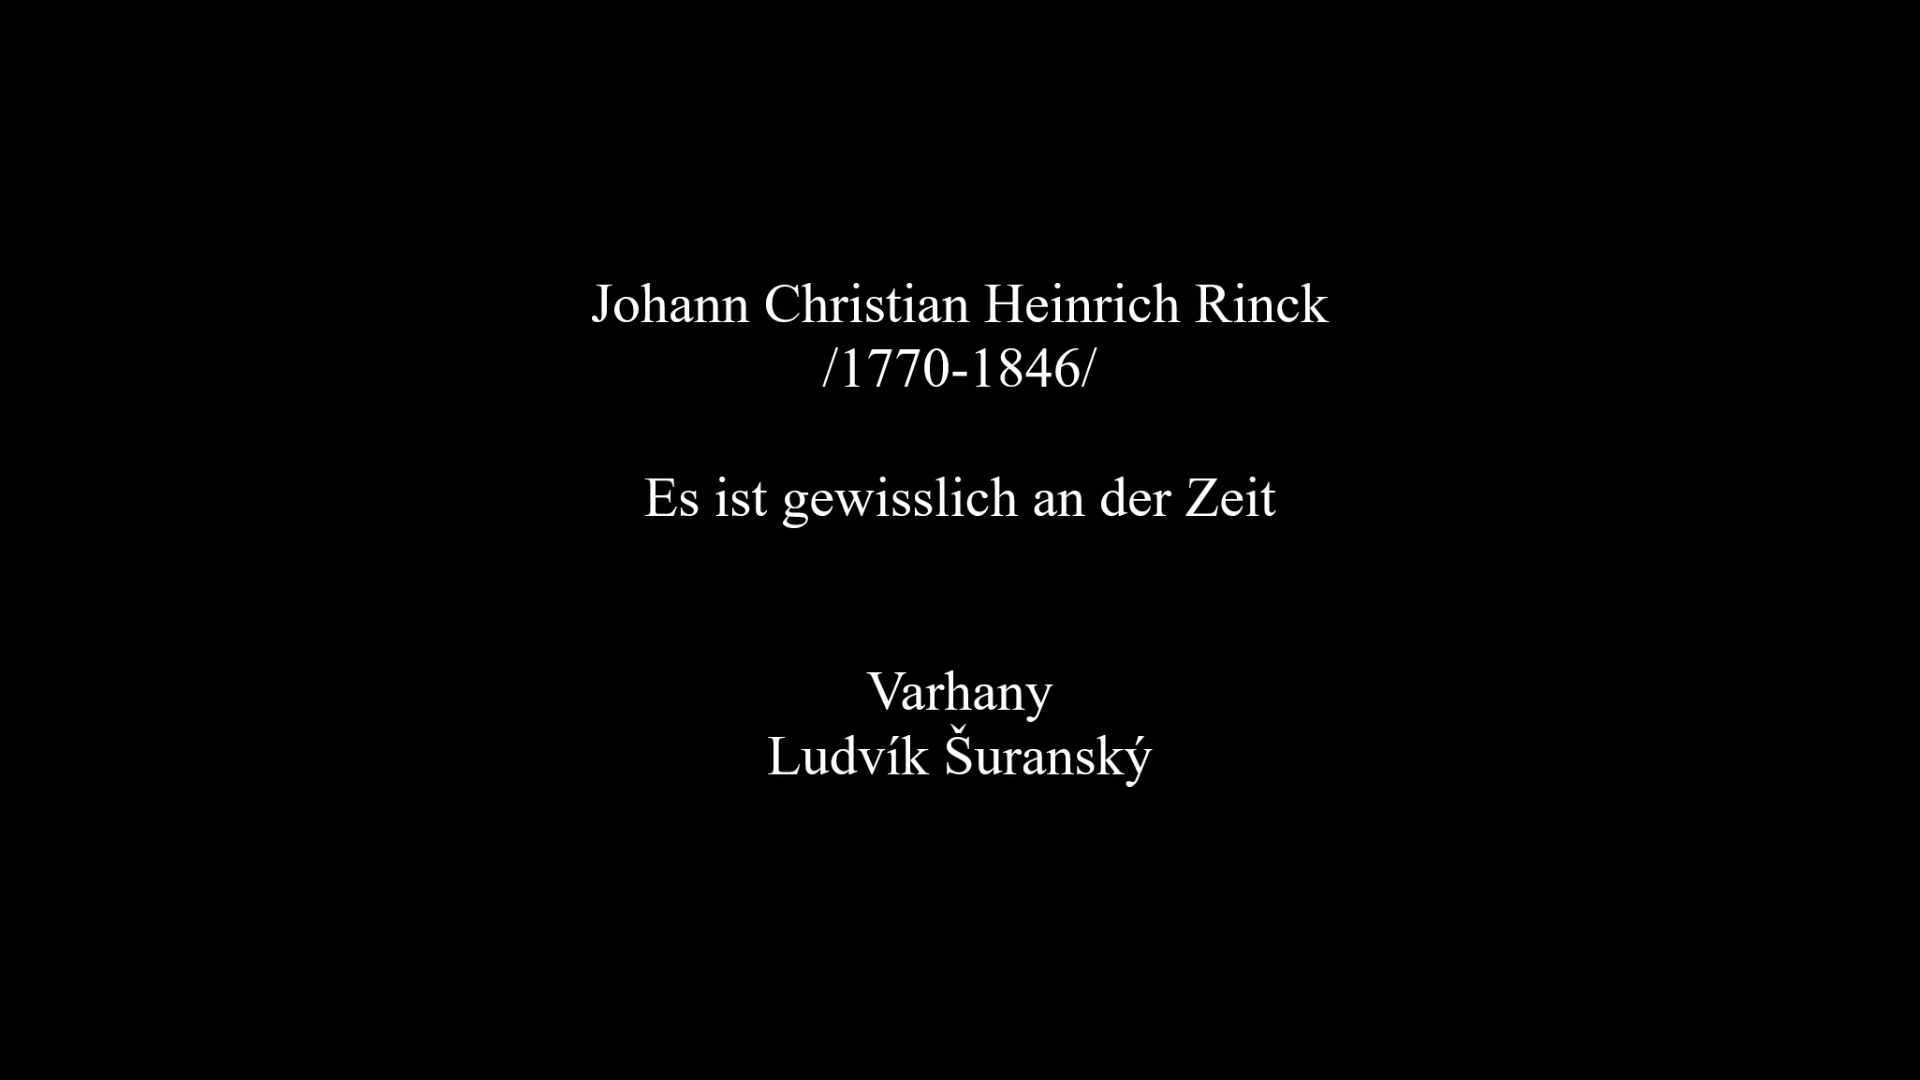 Johann Christian Heinrich Rinck
/1770-1846/
Es ist gewisslich an der Zeit
Varhany
Ludvík Šuranský